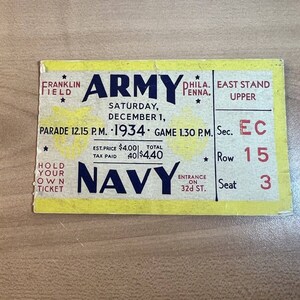 FRANKLIN FIELD
ARMY
PHILA. PENNA.
SATURDAY,
DECEMBER 1,
PARADE 12.15 P.M. • 1934 • GAME 1.30 P.M.
EST. PRICE $4.00 TOTAL
TAX PAID .40 $4.40
HOLD YOUR OWN TICKET
NAVY
ENTRANCE ON 32d ST.
EAST STAND
UPPER
Sec. EC
Row 15
Seat 3